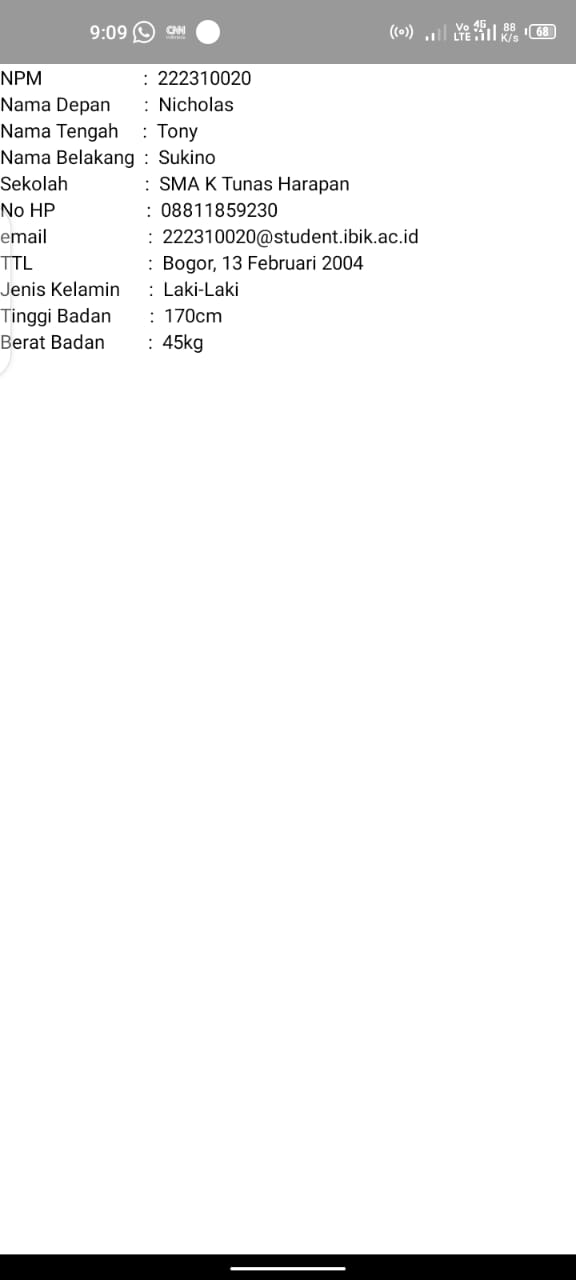 9:09 CNN Vo LTE 4G 88 K/s 68
NPM : 222310020
Nama Depan : Nicholas
Nama Tengah : Tony
Nama Belakang : Sukino
Sekolah : SMA K Tunas Harapan
No HP : 08811859230
email : 222310020@student.ibik.ac.id
TTL : Bogor, 13 Februari 2004
Jenis Kelamin : Laki-Laki
Tinggi Badan : 170cm
Berat Badan : 45kg